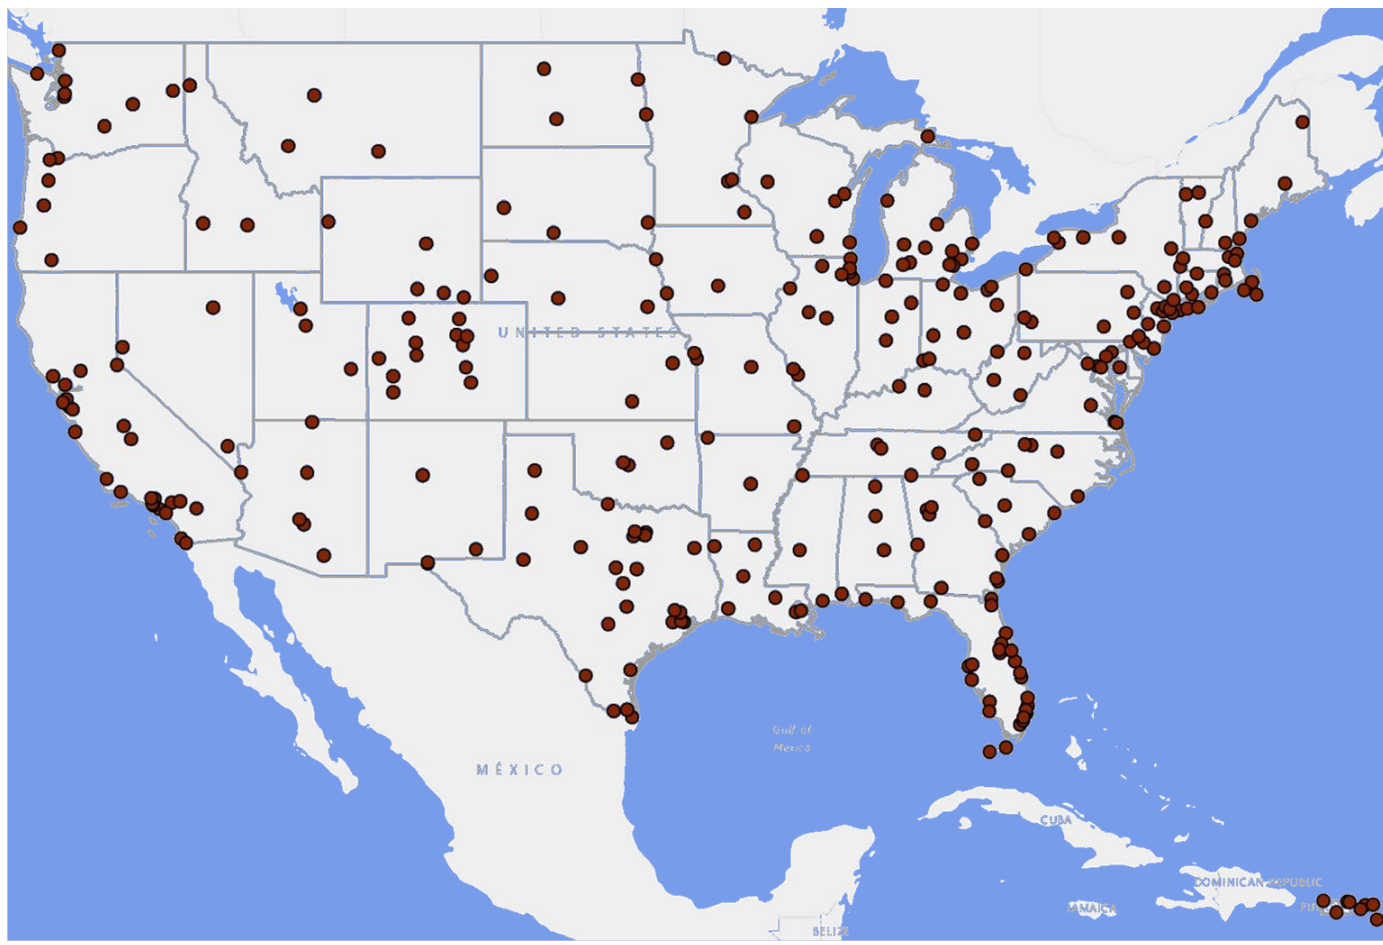 UNITED STATES
Gulf of
Mexico
MÉXICO
CUBA
DOMINICAN REPUBLIC
JAMAICA
BELIZE